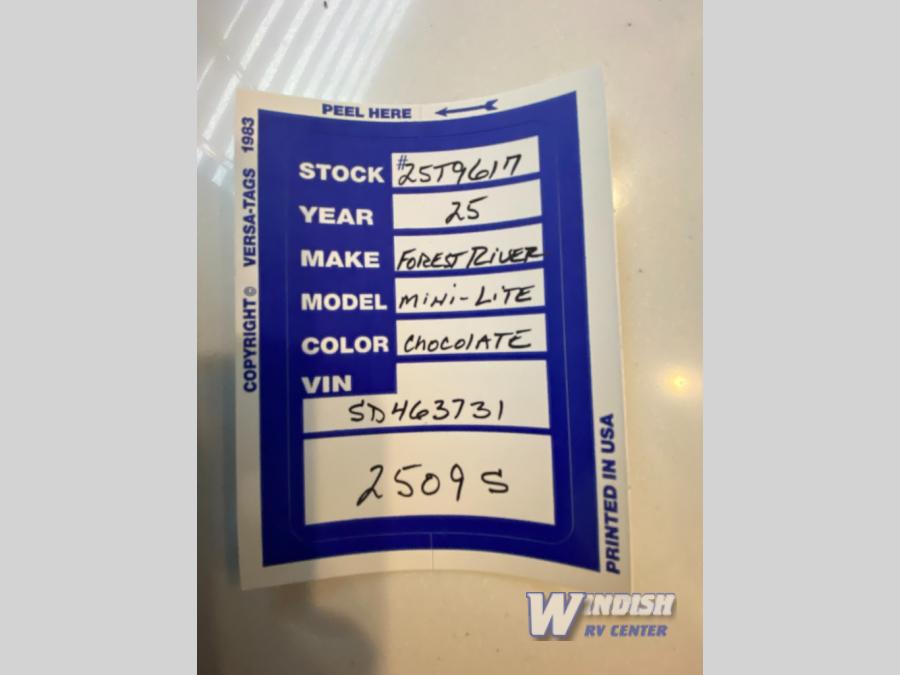 PEEL HERE
COPYRIGHT © VERSA-TAGS 1983
STOCK #25T9617
YEAR 25
MAKE FOREST RIVER
MODEL MINI-LITE
COLOR CHOCOLATE
VIN
SD463731
2509S
PRINTED IN USA
WINDISH
RV CENTER